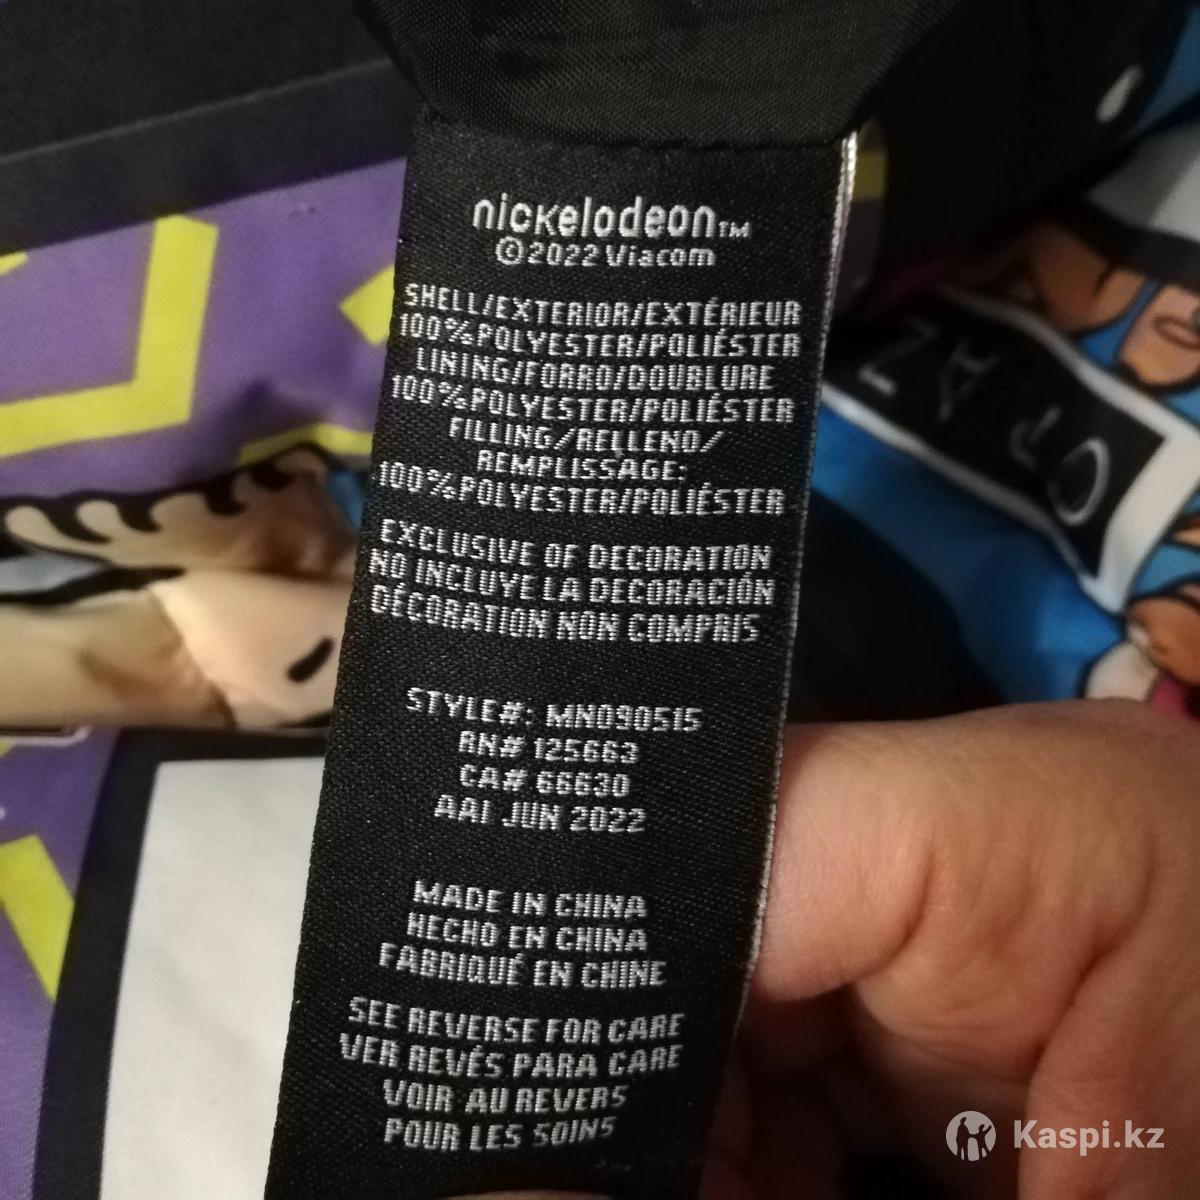 nickelodeon™
©2022 Viacom
SHELL/EXTERIOR/EXTÉRIEUR
100%POLYESTER/POLIÉSTER
LINING/FORRO/DOUBLURE
100%POLYESTER/POLIÉSTER
FILLING/RELLENO/
REMPLISSAGE:
100%POLYESTER/POLIÉSTER
EXCLUSIVE OF DECORATION
NO INCLUYE LA DECORACIÓN
DÉCORATION NON COMPRIS
STYLE#: MN090515
RN# 125663
CA# 66630
AAI JUN 2022
MADE IN CHINA
HECHO EN CHINA
FABRIQUÉ EN CHINE
SEE REVERSE FOR CARE
VER REVÉS PARA CARE
VOIR AU REVERS
POUR LES SOINS
Kaspi.kz